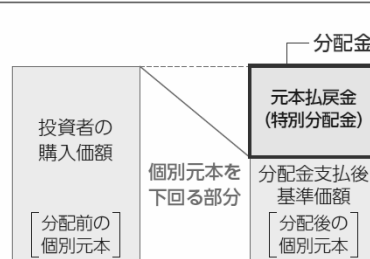 分配金
投資者の
購入価額
[分配前の
個別元本]
個別元本を
下回る部分
元本払戻金
(特別分配金)
分配金支払後
基準価額
[分配後の
個別元本]